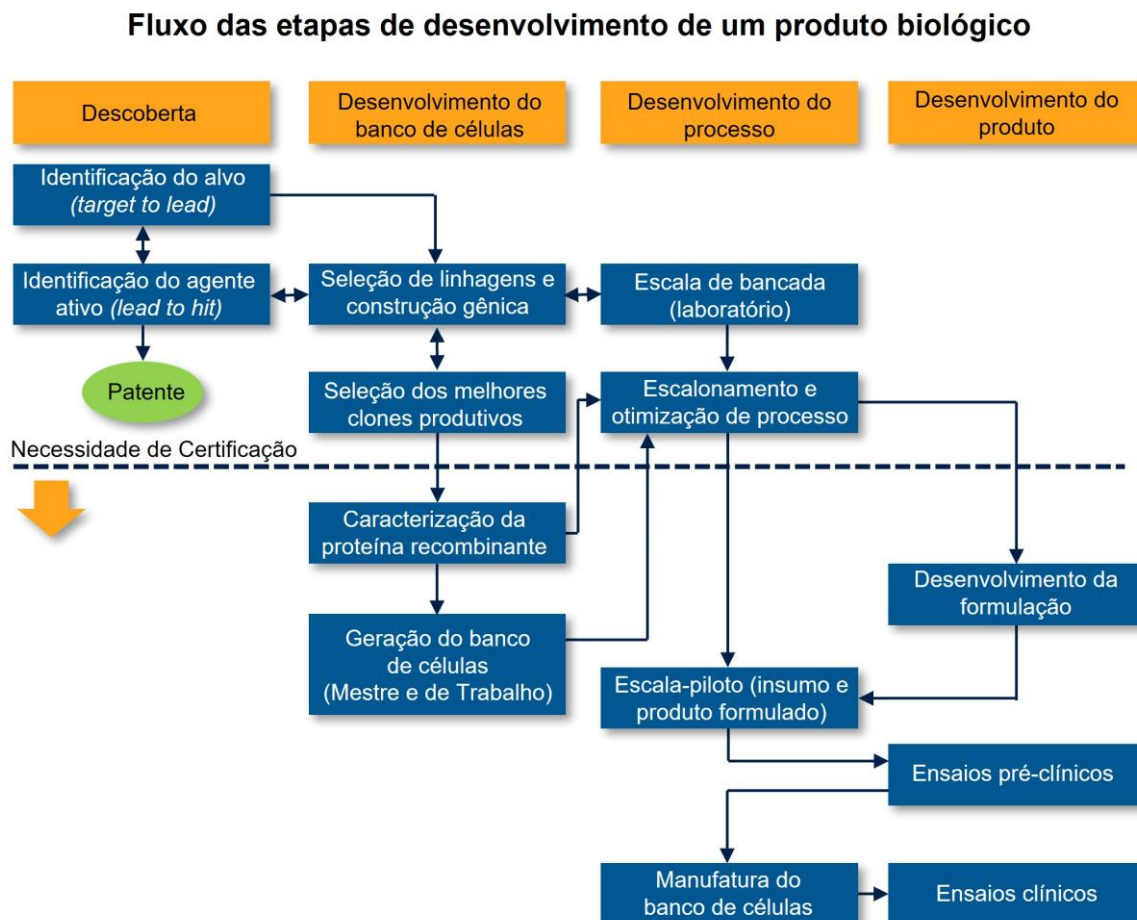 Fluxo das etapas de desenvolvimento de um produto biológico
Descoberta
Desenvolvimento do
banco de células
Desenvolvimento do
processo
Desenvolvimento do
produto
Identificação do alvo
(target to lead)
Identificação do agente
ativo (lead to hit)
Seleção de linhagens e
construção gênica
Escala de bancada
(laboratório)
Patente
Seleção dos melhores
clones produtivos
Escalonamento e
otimização de processo
Necessidade de Certificação
Caracterização da
proteína recombinante
Desenvolvimento da
formulação
Geração do banco
de células
(Mestre e de Trabalho)
Escala-piloto (insumo e
produto formulado)
Ensaios pré-clínicos
Manufatura do
banco de células
Ensaios clínicos